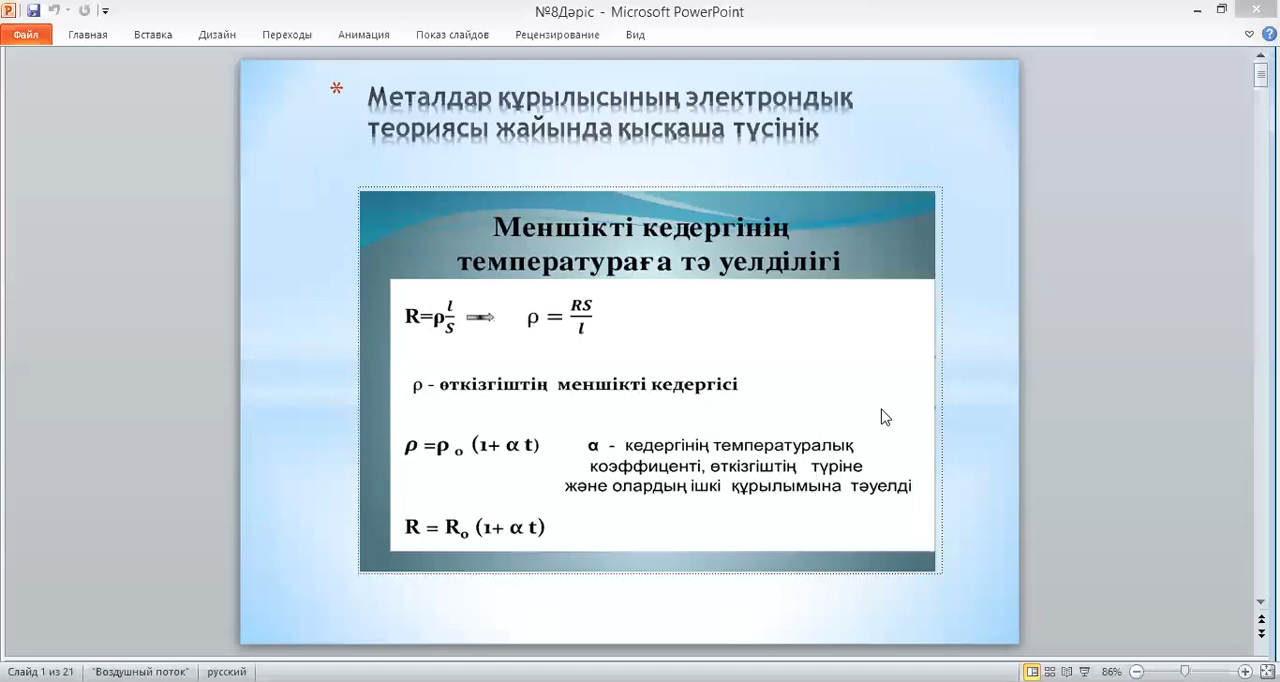 №8Дәріс - Microsoft PowerPoint
Файл Главная Вставка Дизайн Переходы Анимация Показ слайдов Рецензирование Вид
* Металдар құрылысының электрондық
теориясы жайында қысқаша түсінік
Меншікті кедергінің
температураға тә уелділігі
R=ρ l/S ⇒ ρ = RS/l
ρ - өткізгіштің меншікті кедергісі
ρ =ρ₀ (1+ α t)
α - кедергінің температуралық
коэффиценті, өткізгіштің түріне
және олардың ішкі құрылымына тәуелді
R = R₀ (1+ α t)
Слайд 1 из 21 "Воздушный поток" русский 86%